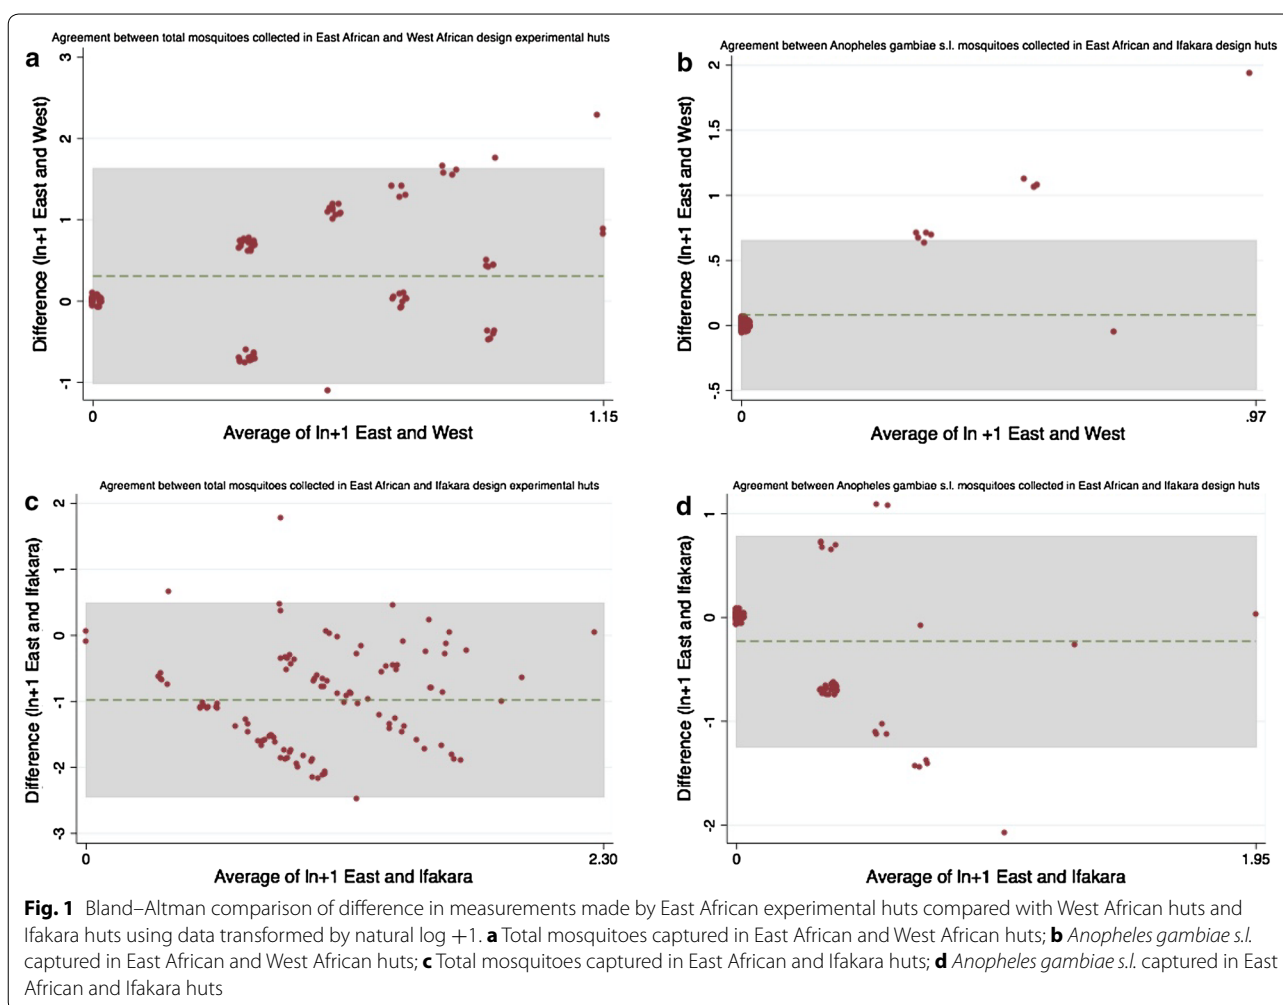 a
Agreement between total mosquitoes collected in East African and West African design experimental huts
Difference (ln+1 East and West)
3
2
1
0
-1
0
1.15
Average of ln+1 East and West
b
Agreement between Anopheles gambiae s.l. mosquitoes collected in East African and Ifakara design huts
Difference (ln+1 East and West)
2
1.5
1
.5
0
-.5
0
.97
Average of ln +1 East and West
c
Agreement between total mosquitoes collected in East African and Ifakara design experimental huts
Difference (ln+1 East and Ifakara)
2
1
0
-1
-2
-3
0
2.30
Average of ln+1 East and Ifakara
d
Agreement between Anopheles gambiae s.l. mosquitoes collected in East African and Ifakara design huts
Difference (ln+1 East and Ifakara)
1
0
-1
-2
0
1.95
Average of ln+1 East and Ifakara
Fig. 1 Bland–Altman comparison of difference in measurements made by East African experimental huts compared with West African huts and
Ifakara huts using data transformed by natural log +1. a Total mosquitoes captured in East African and West African huts; b Anopheles gambiae s.l.
captured in East African and West African huts; c Total mosquitoes captured in East African and Ifakara huts; d Anopheles gambiae s.l. captured in East
African and Ifakara huts